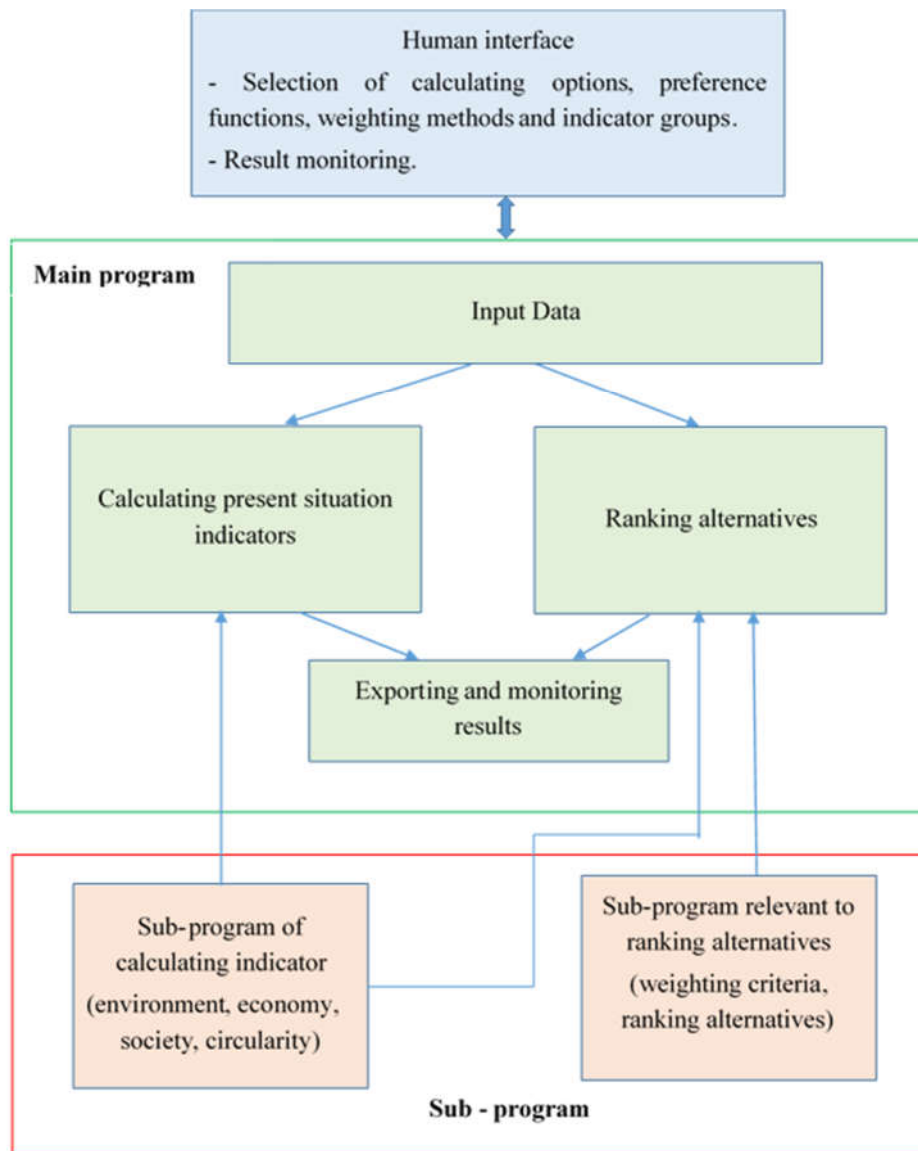 Human interface
- Selection of calculating options, preference
functions, weighting methods and indicator groups.
- Result monitoring.
Main program
Input Data
Calculating present situation
indicators
Ranking alternatives
Exporting and monitoring
results
Sub-program of
calculating indicator
(environment, economy,
society, circularity)
Sub-program relevant to
ranking alternatives
(weighting criteria,
ranking alternatives)
Sub - program